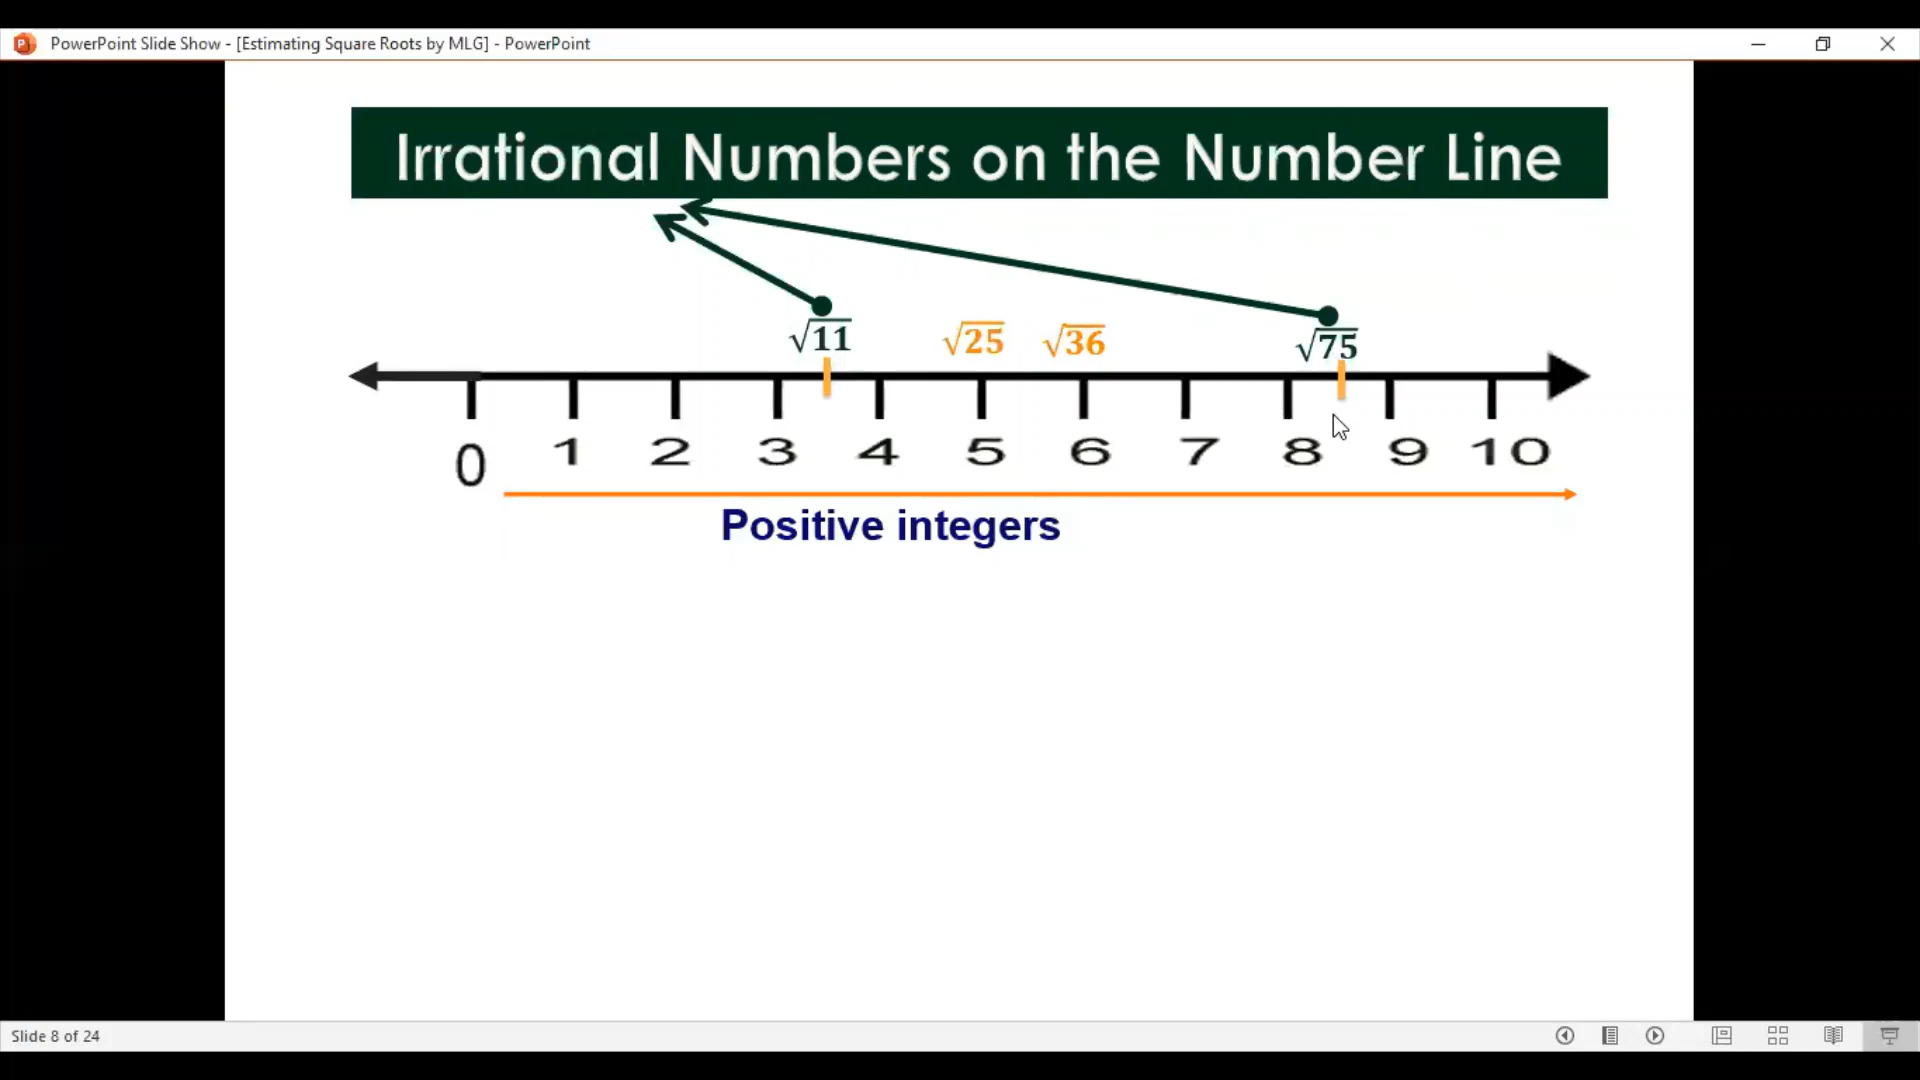 PowerPoint Slide Show - [Estimating Square Roots by MLG] - PowerPoint
Irrational Numbers on the Number Line
√11 √25 √36 √75
0 1 2 3 4 5 6 7 8 9 10
Positive integers
Slide 8 of 24